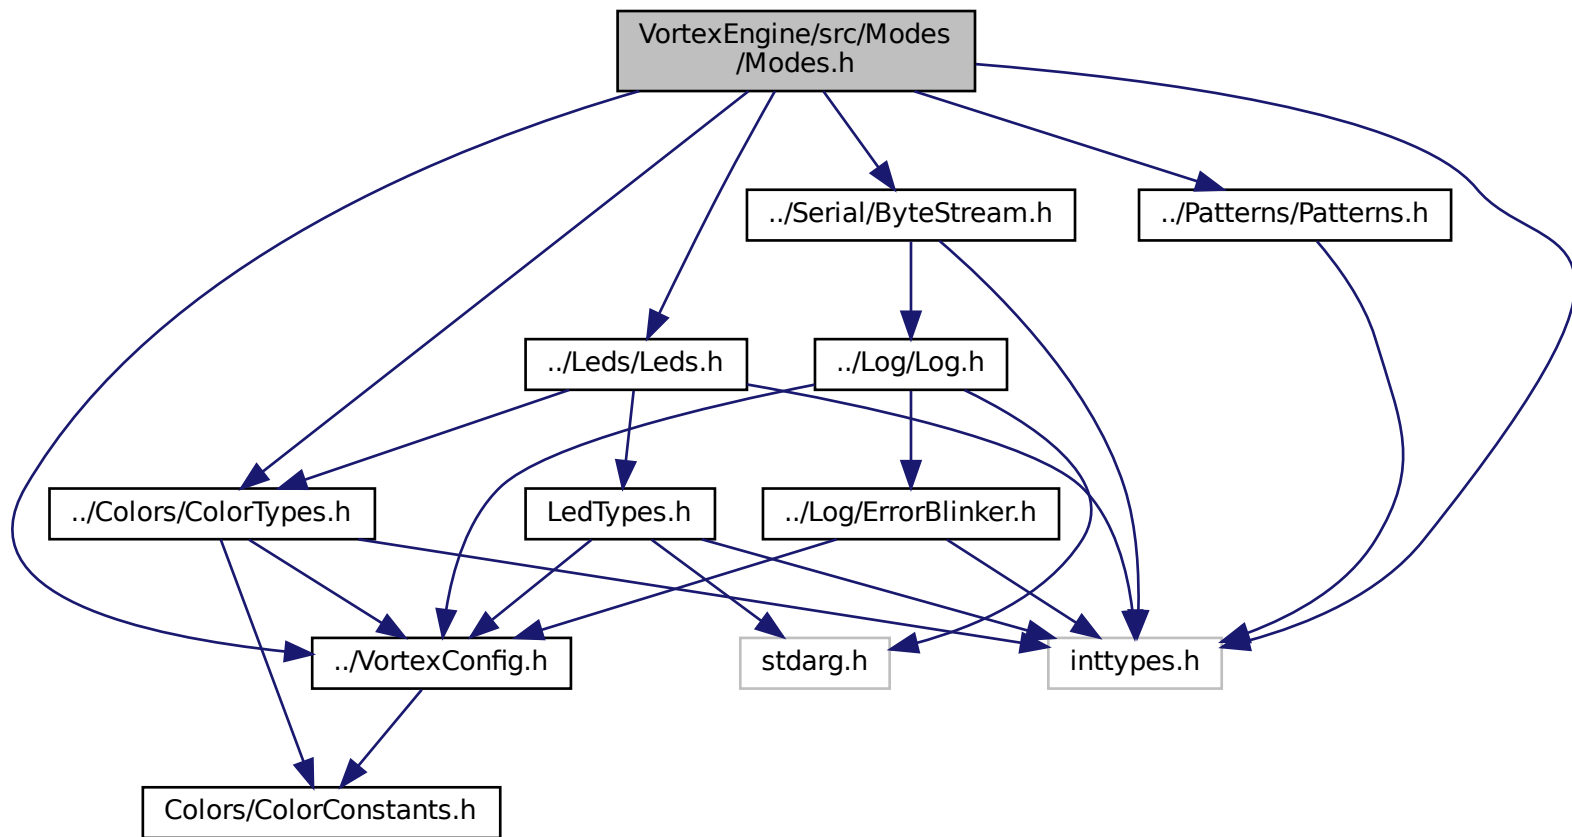 VortexEngine/src/Modes
/Modes.h
../Serial/ByteStream.h
../Patterns/Patterns.h
../Leds/Leds.h
../Log/Log.h
../Colors/ColorTypes.h
LedTypes.h
../Log/ErrorBlinker.h
../VortexConfig.h
stdarg.h
inttypes.h
Colors/ColorConstants.h